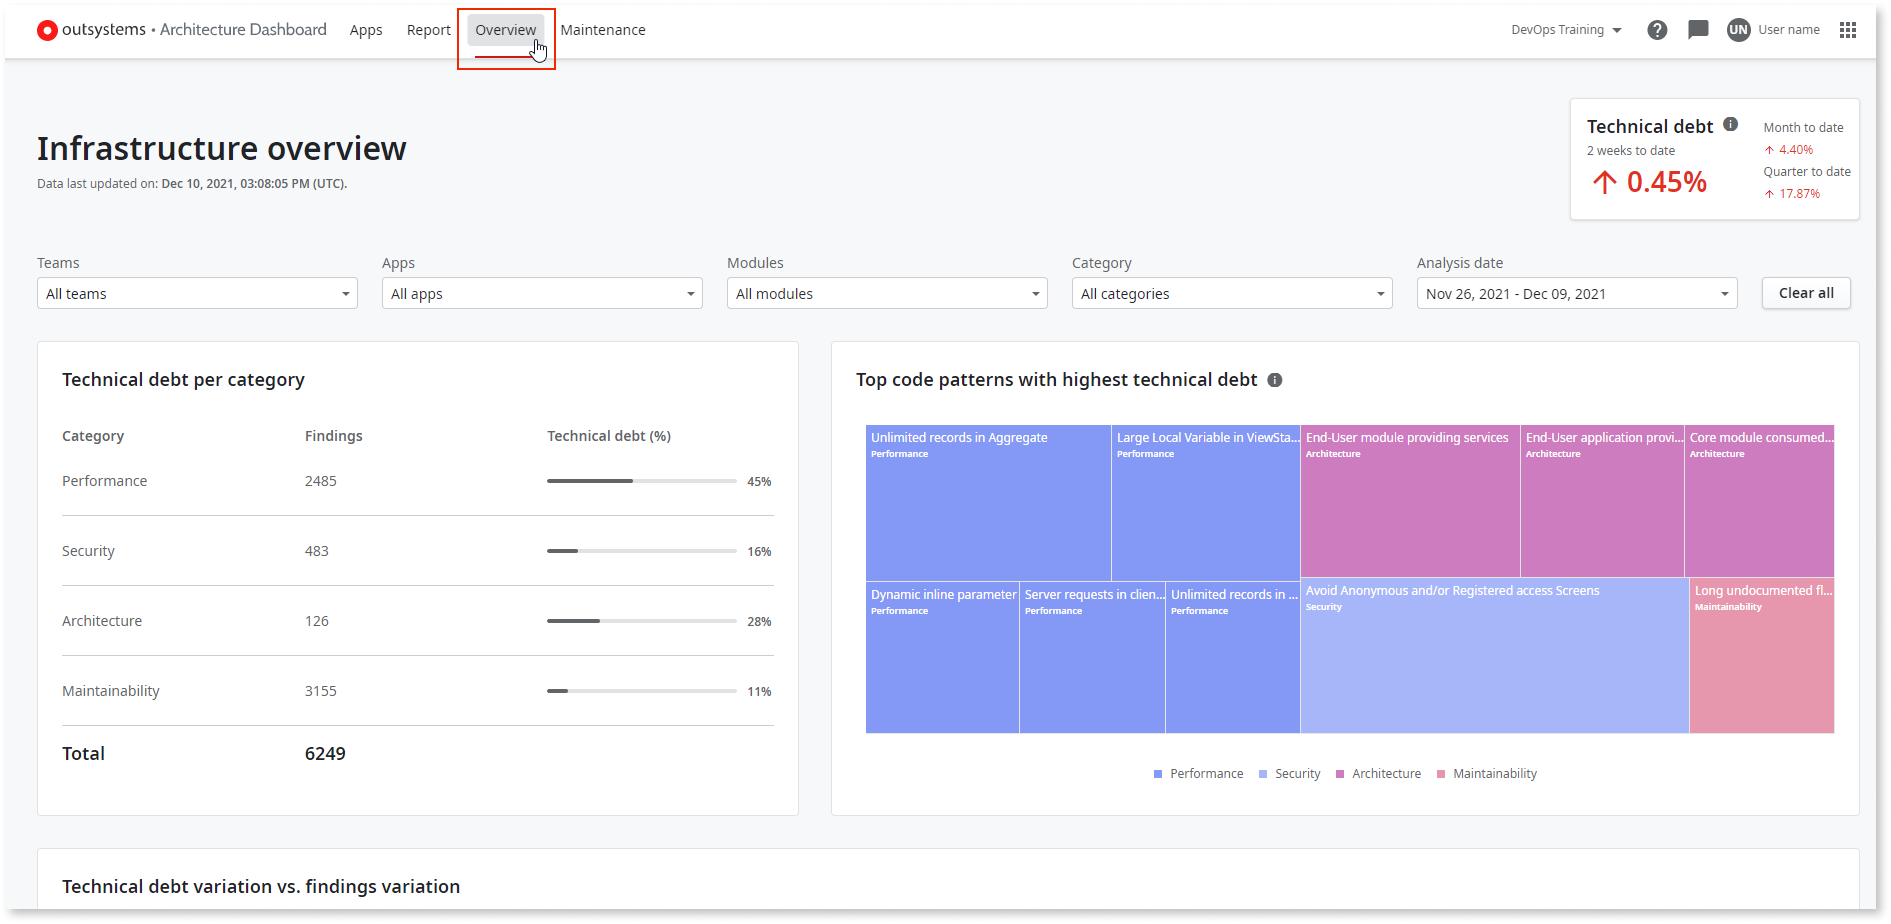 outsystems • Architecture Dashboard Apps Report Overview Maintenance DevOps Training ? UN User name
Infrastructure overview
Data last updated on: Dec 10, 2021, 03:08:05 PM (UTC).
Technical debt i
2 weeks to date
↑ 0.45%
Month to date
↑ 4.40%
Quarter to date
↑ 17.87%
Teams Apps Modules Category Analysis date
All teams All apps All modules All categories Nov 26, 2021 - Dec 09, 2021 Clear all
Technical debt per category
Category Findings Technical debt (%)
Performance 2485 45%
Security 483 16%
Architecture 126 28%
Maintainability 3155 11%
Total 6249
Top code patterns with highest technical debt i
Unlimited records in Aggregate
Performance
Large Local Variable in ViewSta...
Performance
End-User module providing services
Architecture
End-User application provi...
Architecture
Core module consumed...
Architecture
Dynamic inline parameter
Performance
Server requests in clien...
Performance
Unlimited records in ...
Performance
Avoid Anonymous and/or Registered access Screens
Security
Long undocumented fl...
Maintainability
Performance Security Architecture Maintainability
Technical debt variation vs. findings variation